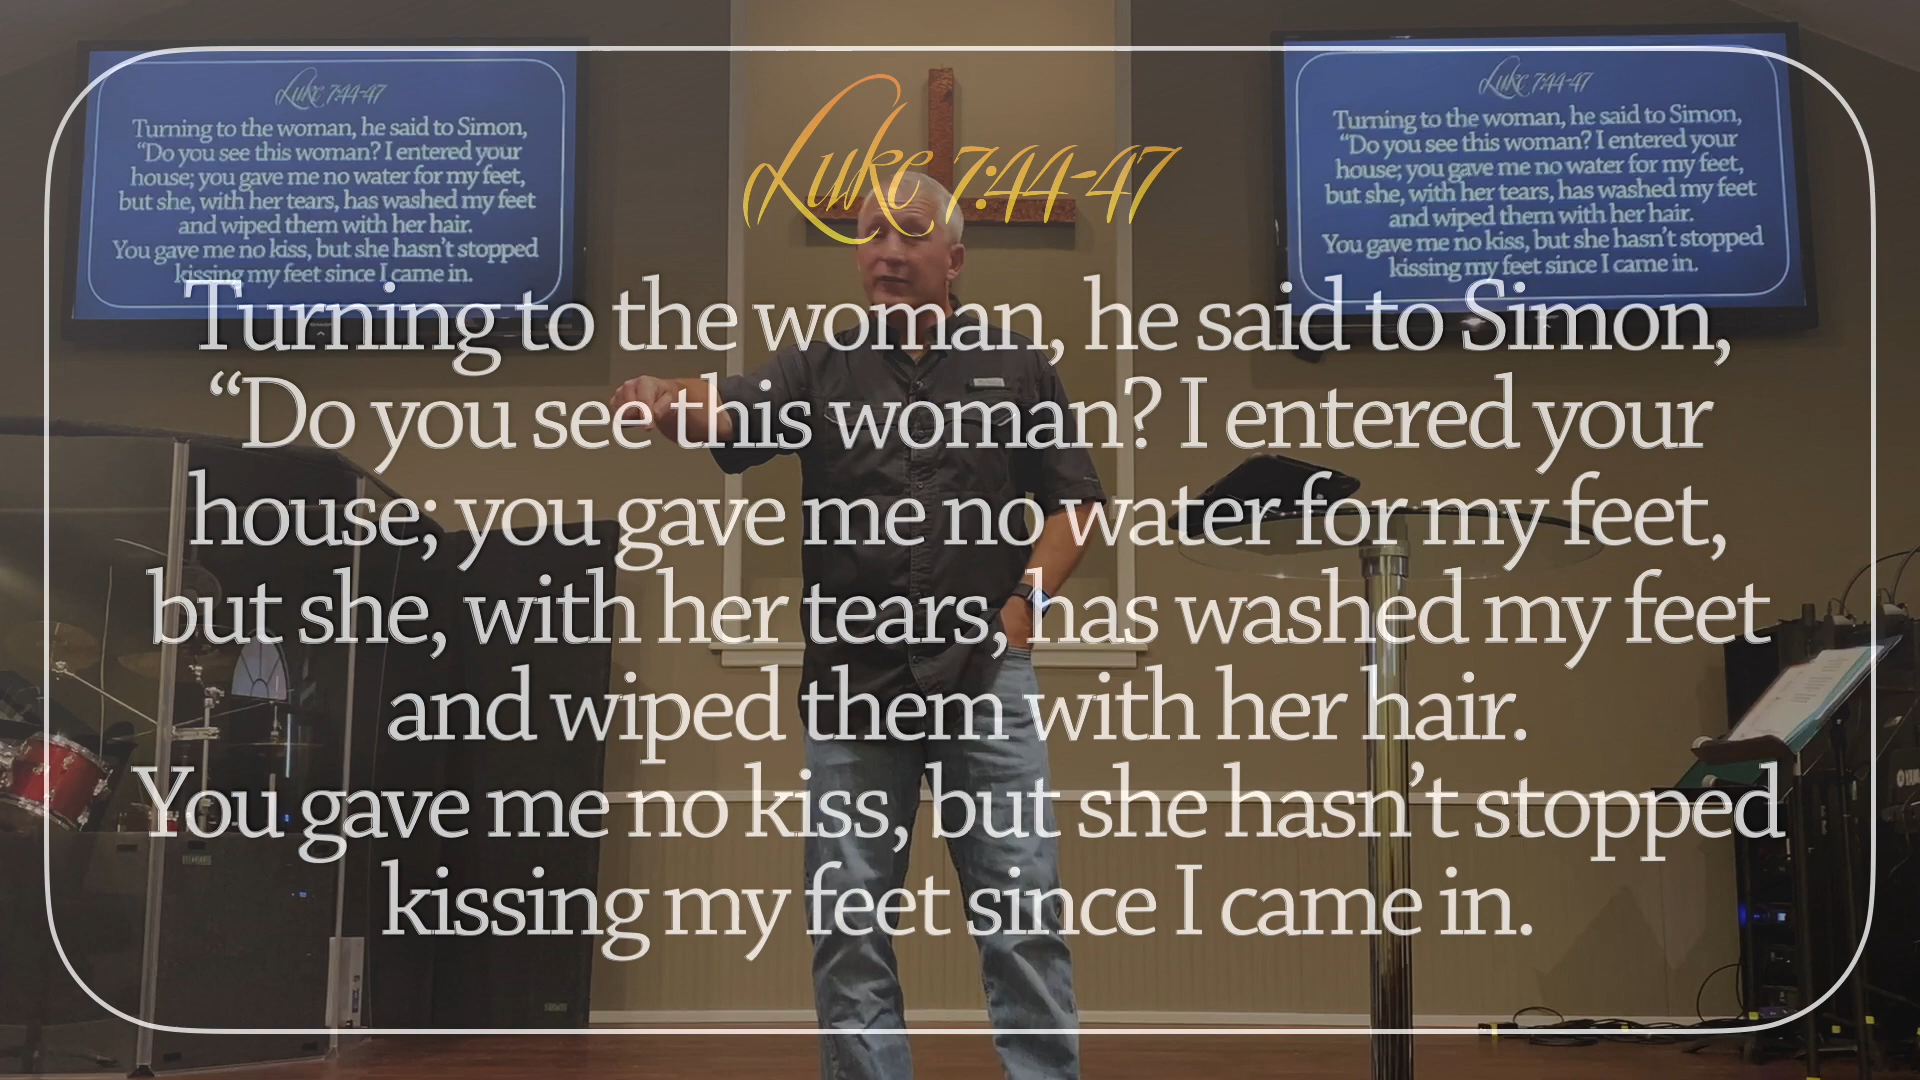 Luke 7:44-47
Turning to the woman, he said to Simon,
“Do you see this woman? I entered your
house; you gave me no water for my feet,
but she, with her tears, has washed my feet
and wiped them with her hair.
You gave me no kiss, but she hasn’t stopped
kissing my feet since I came in.
Luke 7:44-47
Turning to the woman, he said to Simon,
“Do you see this woman? I entered your
house; you gave me no water for my feet,
but she, with her tears, has washed my feet
and wiped them with her hair.
You gave me no kiss, but she hasn’t stopped
kissing my feet since I came in.
Luke 7:44-47
Turning to the woman, he said to Simon,
“Do you see this woman? I entered your
house; you gave me no water for my feet,
but she, with her tears, has washed my feet
and wiped them with her hair.
You gave me no kiss, but she hasn’t stopped
kissing my feet since I came in.